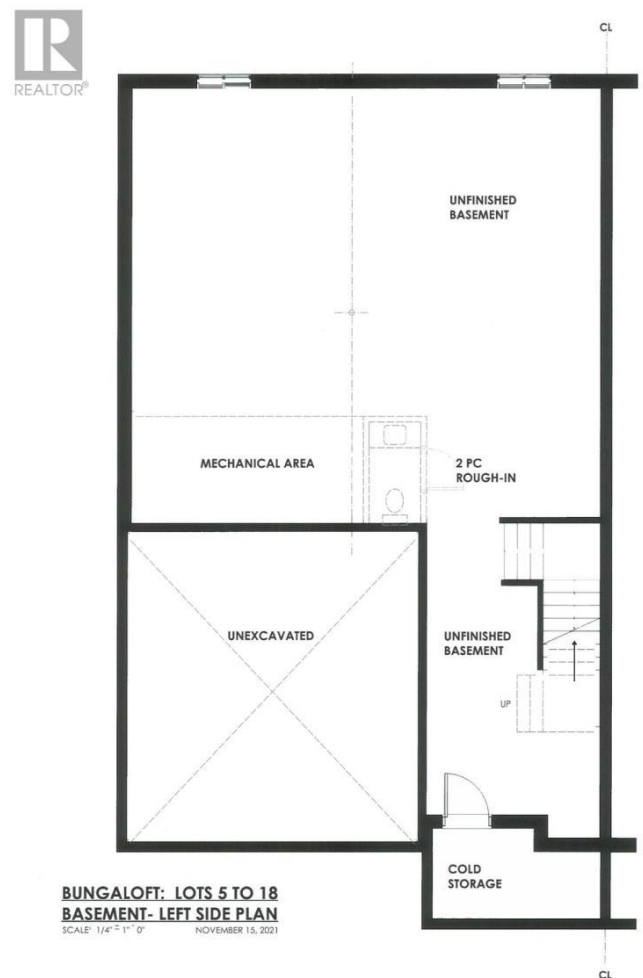 CL
REALTOR®
UNFINISHED
BASEMENT
MECHANICAL AREA
2 PC
ROUGH-IN
UNEXCAVATED
UNFINISHED
BASEMENT
UP
COLD
STORAGE
BUNGALOFT: LOTS 5 TO 18
BASEMENT- LEFT SIDE PLAN
SCALE: 1/4" = 1' 0" NOVEMBER 15, 2021
CL